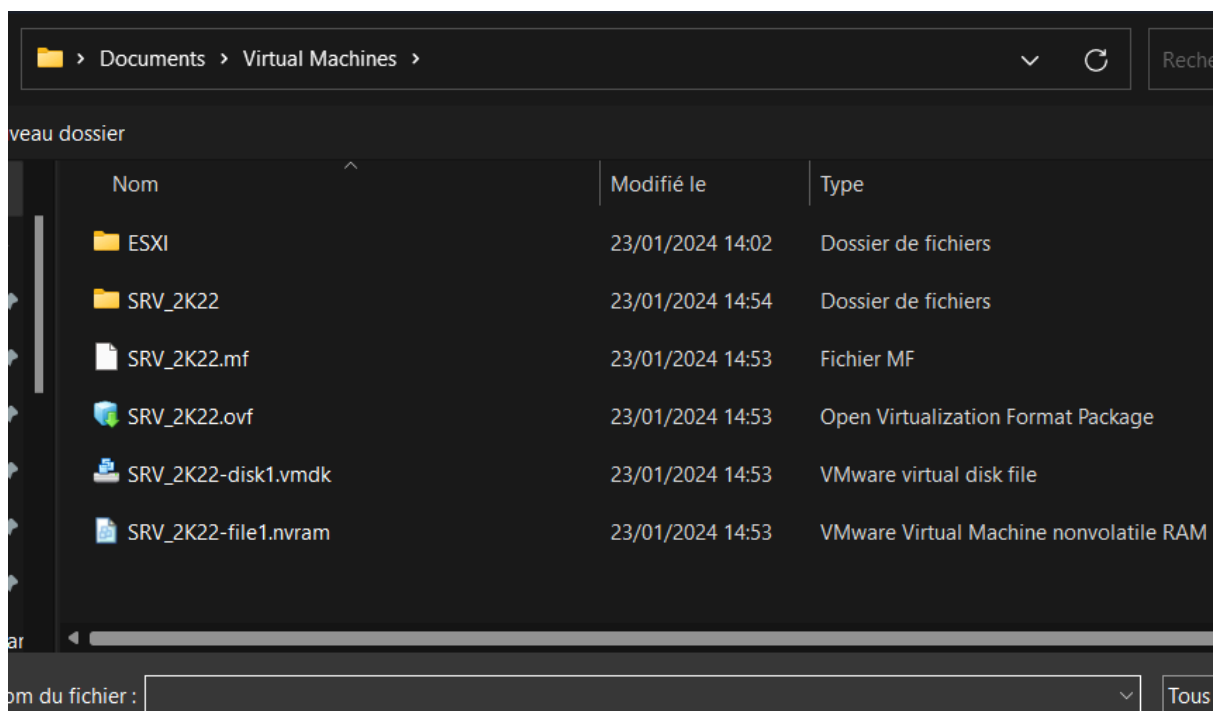 Documents > Virtual Machines >
Reche
veau dossier
Nom Modifié le Type
ESXI 23/01/2024 14:02 Dossier de fichiers
SRV_2K22 23/01/2024 14:54 Dossier de fichiers
SRV_2K22.mf 23/01/2024 14:53 Fichier MF
SRV_2K22.ovf 23/01/2024 14:53 Open Virtualization Format Package
SRV_2K22-disk1.vmdk 23/01/2024 14:53 VMware virtual disk file
SRV_2K22-file1.nvram 23/01/2024 14:53 VMware Virtual Machine nonvolatile RAM
ar
om du fichier : Tous